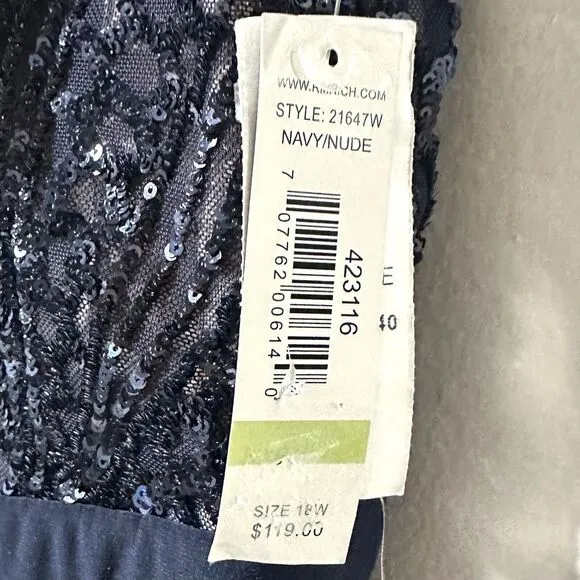 WWW.RMRICH.COM
STYLE: 21647W
NAVY/NUDE
423116
7 07762 00614 0
SIZE 18W
$119.00